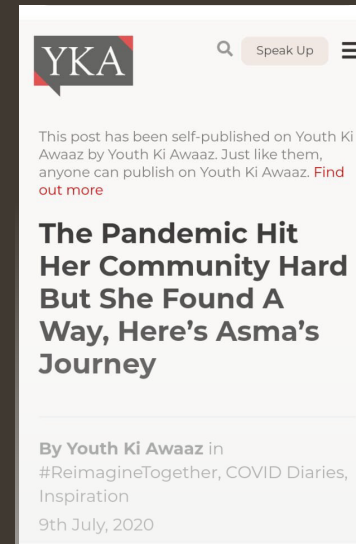 YKA
Speak Up
This post has been self-published on Youth Ki
Awaaz by Youth Ki Awaaz. Just like them,
anyone can publish on Youth Ki Awaaz. Find
out more
The Pandemic Hit
Her Community Hard
But She Found A
Way, Here’s Asma’s
Journey
By Youth Ki Awaaz in
#ReimagineTogether, COVID Diaries,
Inspiration
9th July, 2020